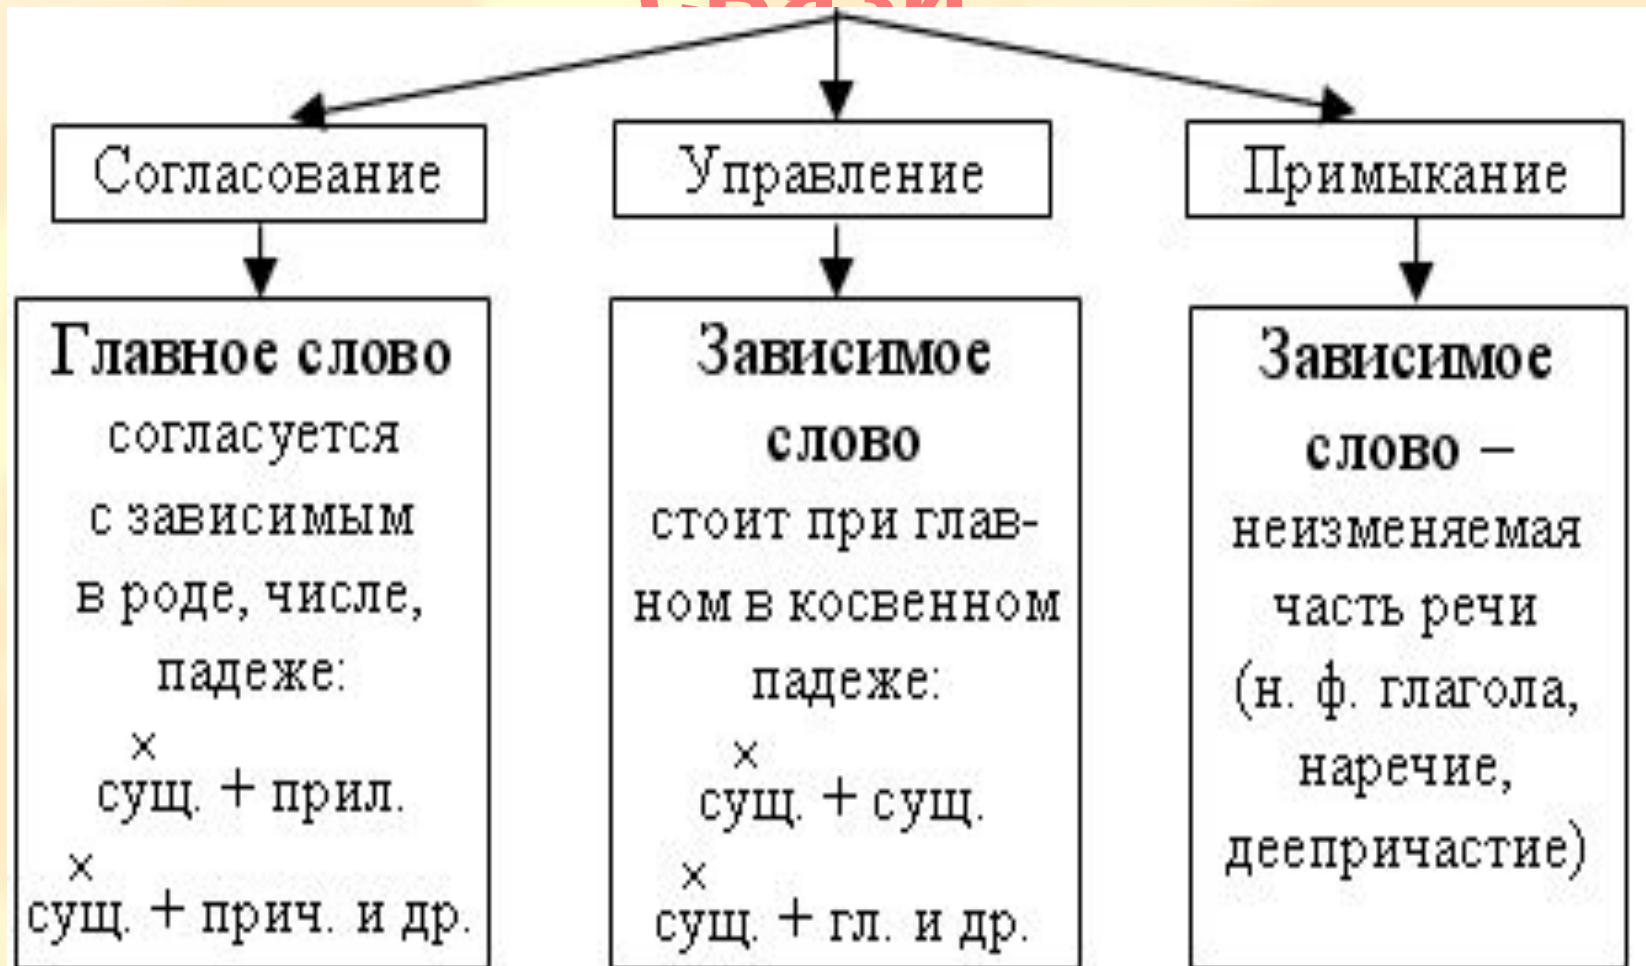 связи
Согласование
Управление
Примыкание
Главное слово
согласуется
с зависимым
в роде, числе,
падеже:
×
сущ. + прил.
×
сущ. + прич. и др.
Зависимое
слово
стоит при глав-
ном в косвенном
падеже:
×
сущ. + сущ.
×
сущ. + гл. и др.
Зависимое
слово –
неизменяемая
часть речи
(н. ф. глагола,
наречие,
деепричастие)